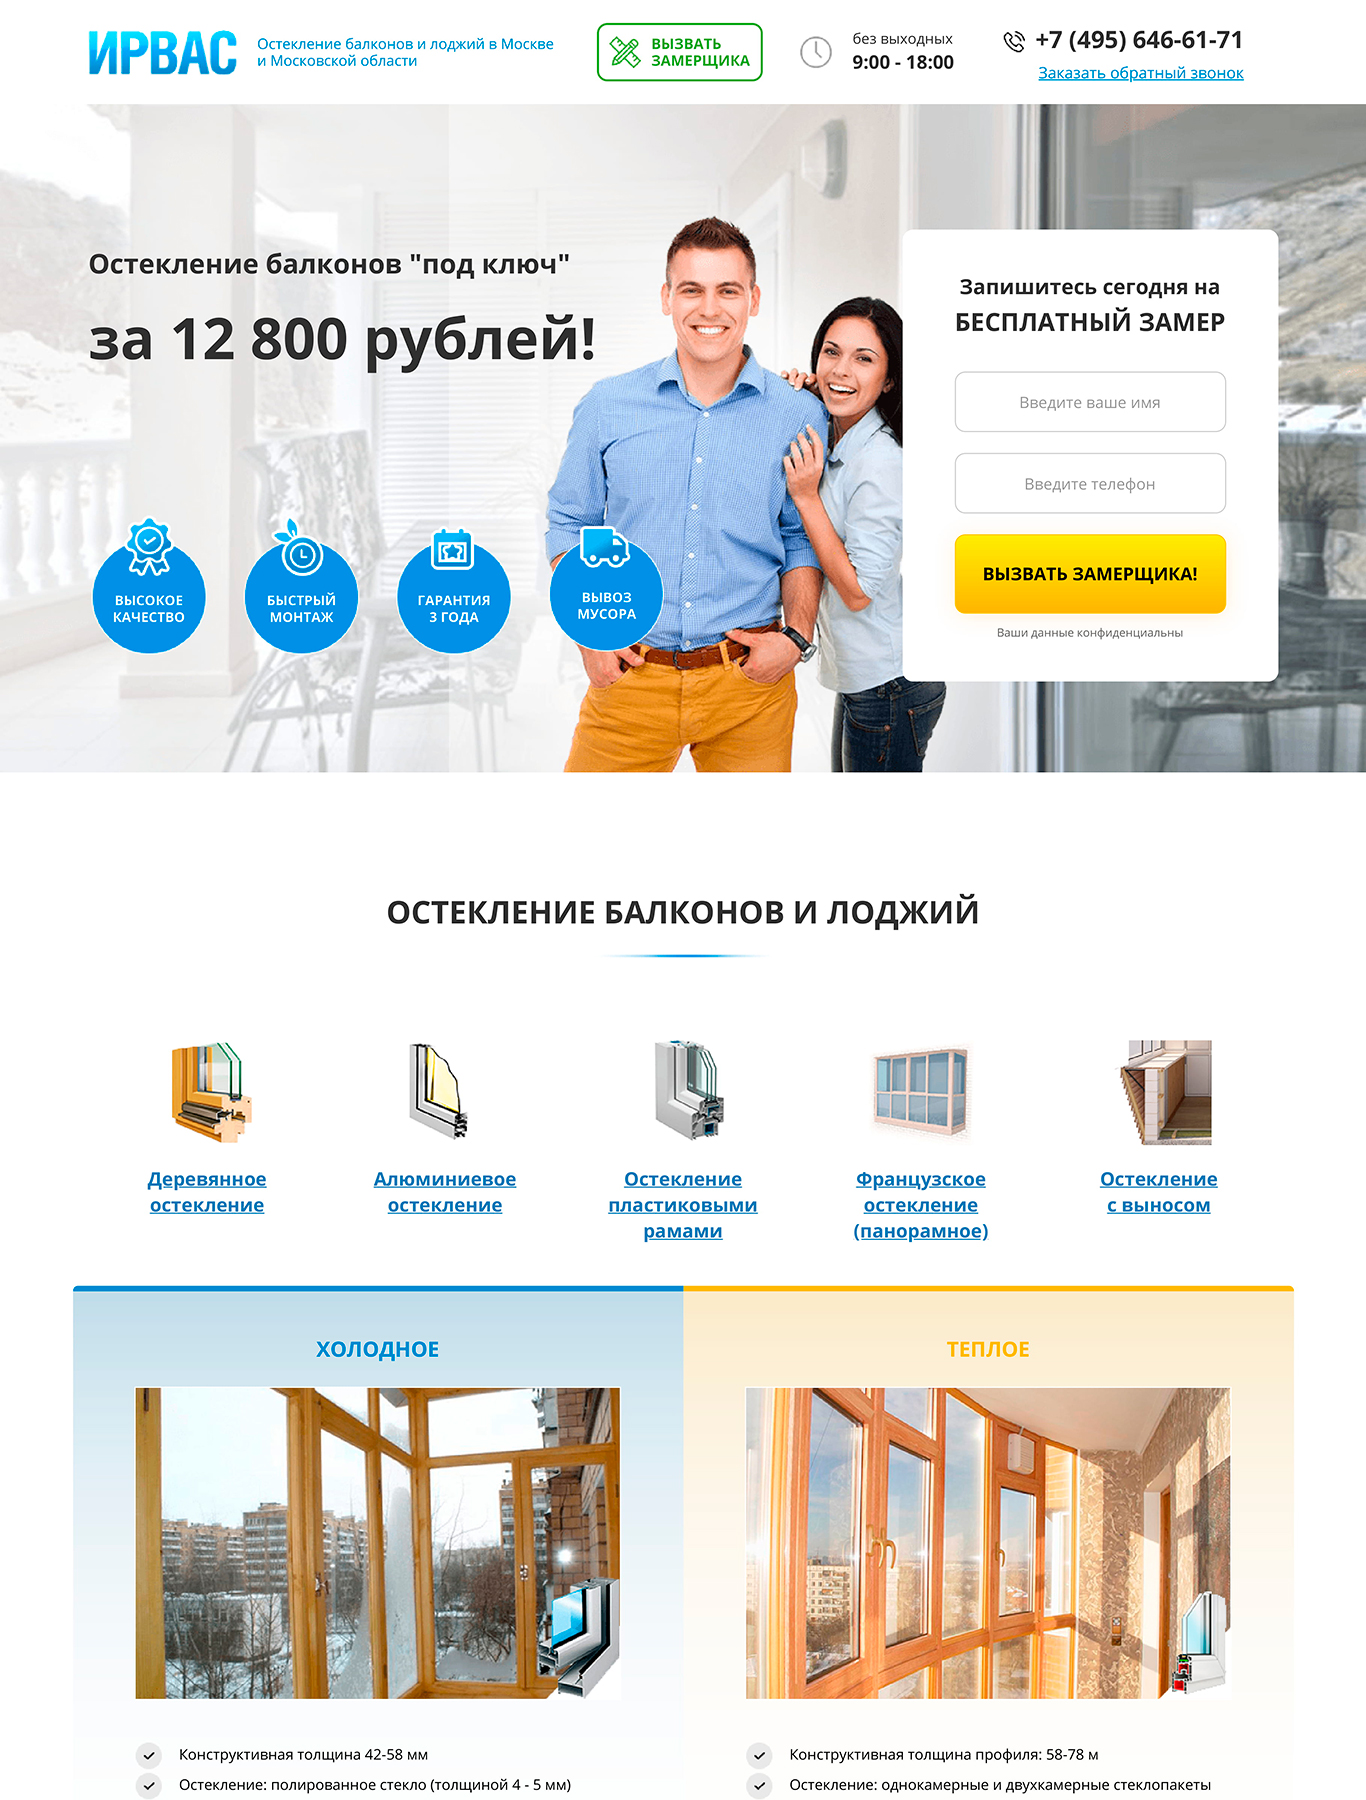 ИРВАС
Остекление балконов и лоджий в Москве
и Московской области
ВЫЗВАТЬ
ЗАМЕРЩИКА
без выходных
9:00 - 18:00
+7 (495) 646-61-71
Заказать обратный звонок
Остекление балконов "под ключ"
за 12 800 рублей!
ВЫСОКОЕ
КАЧЕСТВО
БЫСТРЫЙ
МОНТАЖ
ГАРАНТИЯ
3 ГОДА
ВЫВОЗ
МУСОРА
Запишитесь сегодня на
БЕСПЛАТНЫЙ ЗАМЕР
Введите ваше имя
Введите телефон
ВЫЗВАТЬ ЗАМЕРЩИКА!
Ваши данные конфиденциальны
ОСТЕКЛЕНИЕ БАЛКОНОВ И ЛОДЖИЙ
Деревянное
остекление
Алюминиевое
остекление
Остекление
пластиковыми
рамами
Французское
остекление
(панорамное)
Остекление
с выносом
ХОЛОДНОЕ
Конструктивная толщина 42-58 мм
Остекление: полированное стекло (толщиной 4 - 5 мм)
ТЕПЛОЕ
Конструктивная толщина профиля: 58-78 м
Остекление: однокамерные и двухкамерные стеклопакеты